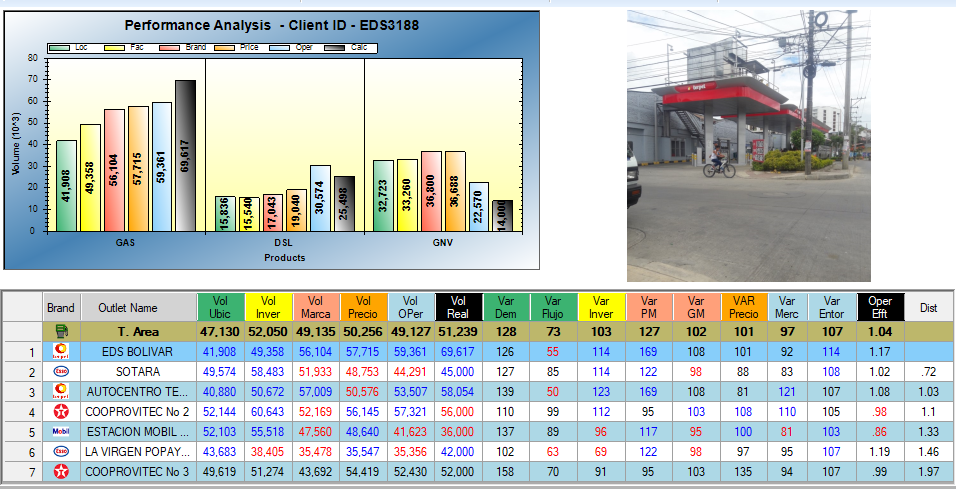 Performance Analysis - Client ID - EDS3188
Loc Fac Brand Price Oper Calc
Volume (10^3)
80
70
60
50
40
30
20
10
0
41,908 49,358 56,104 57,715 59,361 69,617
15,836 15,540 17,043 19,040 30,574 25,498
32,723 33,260 36,800 36,688 22,570 14,000
GAS DSL GNV
Products
Brand Outlet Name Vol Ubic Vol Inver Vol Marca Vol Precio Vol OPer Vol Real Var Dem Var Flujo Var Inver Var PM Var GM VAR Precio Var Merc Var Entor Oper Efft Dist
T. Area 47,130 52,050 49,135 50,256 49,127 51,239 128 73 103 127 102 101 97 107 1.04
1 EDS BOLIVAR 41,908 49,358 56,104 57,715 59,361 69,617 126 55 114 169 108 101 92 114 1.17
2 Esso SOTARA 49,574 58,483 51,933 48,753 44,291 45,000 127 85 114 122 98 88 83 108 1.02 .72
3 AUTOCENTRO TE... 40,880 50,672 57,009 50,576 53,507 58,054 139 50 123 169 108 81 121 107 1.08 1.03
4 COOPROVITEC No 2 52,144 60,643 52,169 56,145 57,321 56,000 110 99 112 95 103 108 110 105 .98 1.1
5 Mobil ESTACION MOBIL ... 52,103 55,518 47,560 48,640 41,623 36,000 137 89 96 117 95 100 81 103 .86 1.33
6 Esso LA VIRGEN POPAY... 43,683 38,405 35,478 35,547 35,356 42,000 102 63 69 122 98 97 95 107 1.19 1.46
7 COOPROVITEC No 3 49,619 51,274 43,692 54,419 52,430 52,000 158 70 91 95 103 135 94 107 .99 1.97